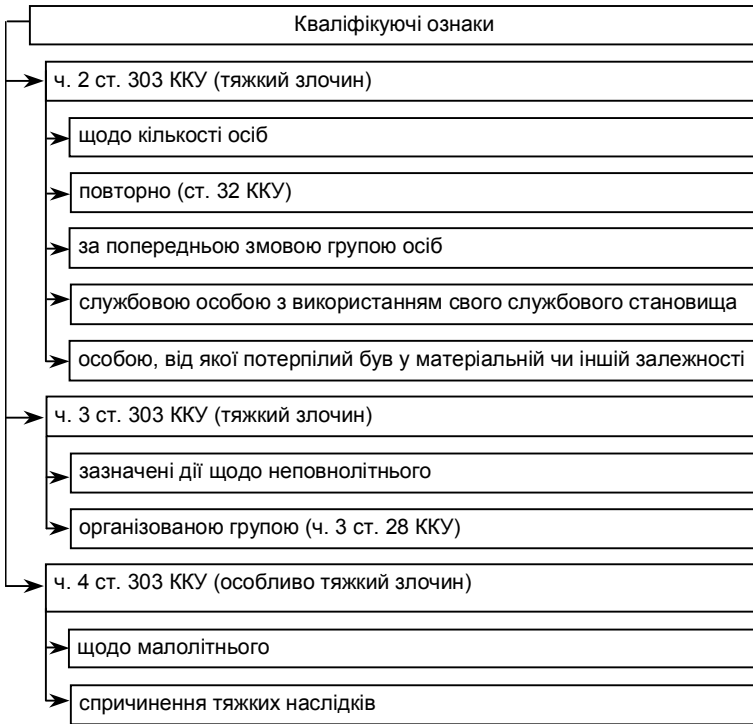 Кваліфікуючі ознаки
ч. 2 ст. 303 ККУ (тяжкий злочин)
щодо кількості осіб
повторно (ст. 32 ККУ)
за попередньою змовою групою осіб
службовою особою з використанням свого службового становища
особою, від якої потерпілий був у матеріальній чи іншій залежності
ч. 3 ст. 303 ККУ (тяжкий злочин)
зазначені дії щодо неповнолітнього
організованою групою (ч. 3 ст. 28 ККУ)
ч. 4 ст. 303 ККУ (особливо тяжкий злочин)
щодо малолітнього
спричинення тяжких наслідків